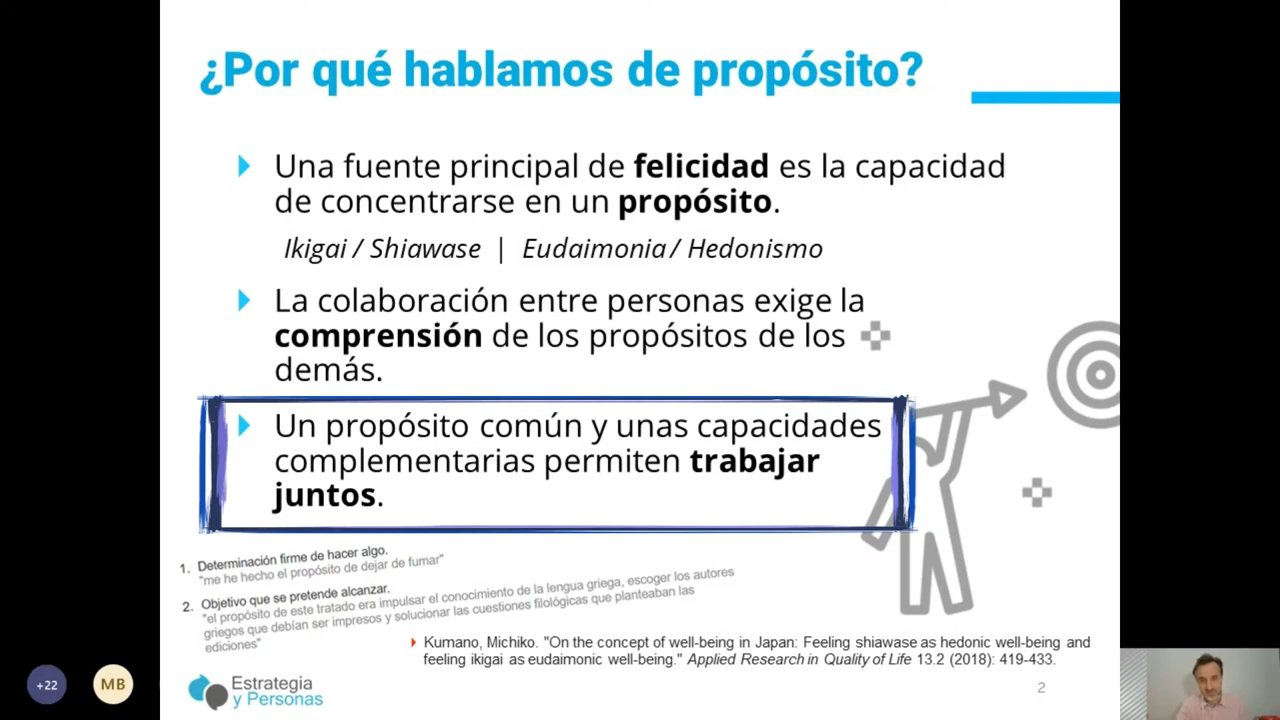 ¿Por qué hablamos de propósito?
Una fuente principal de felicidad es la capacidad
de concentrarse en un propósito.
Ikigai / Shiawase | Eudaimonia / Hedonismo
La colaboración entre personas exige la
comprensión de los propósitos de los
demás.
Un propósito común y unas capacidades
complementarias permiten trabajar
juntos.
1. Determinación firme de hacer algo.
"me he hecho el propósito de dejar de fumar"
2. Objetivo que se pretende alcanzar.
"el propósito de este tratado era impulsar el conocimiento de la lengua griega, escoger los autores
griegos que debían ser impresos y solucionar las cuestiones filológicas que planteaban las
ediciones"
Kumano, Michiko. "On the concept of well-being in Japan: Feeling shiawase as hedonic well-being and
feeling ikigai as eudaimonic well-being." Applied Research in Quality of Life 13.2 (2018): 419-433.
+22
MB
Estrategia
y Personas
2